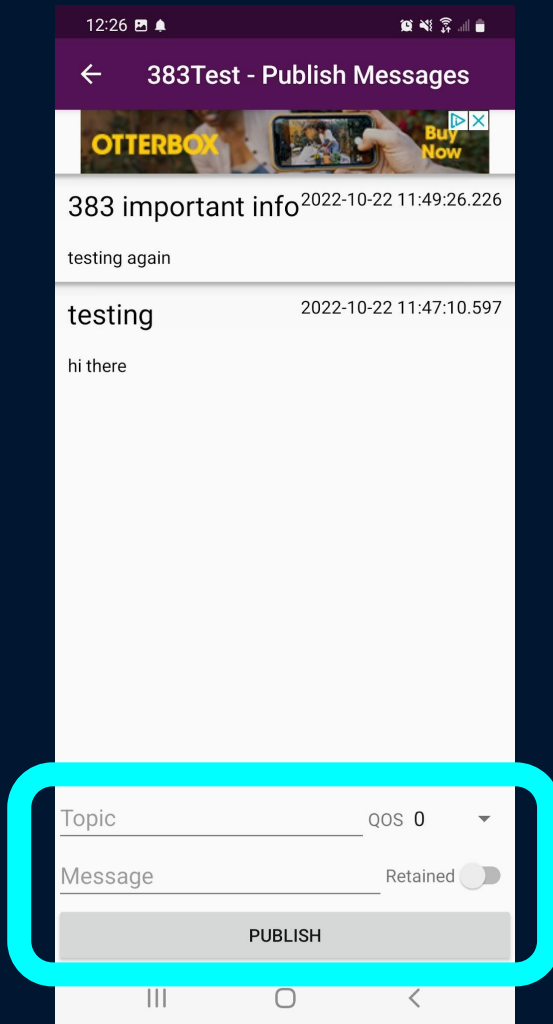 12:26
383Test - Publish Messages
OTTERBOX
Buy
Now
383 important info 2022-10-22 11:49:26.226
testing again
testing 2022-10-22 11:47:10.597
hi there
Topic QOS 0
Message Retained
PUBLISH